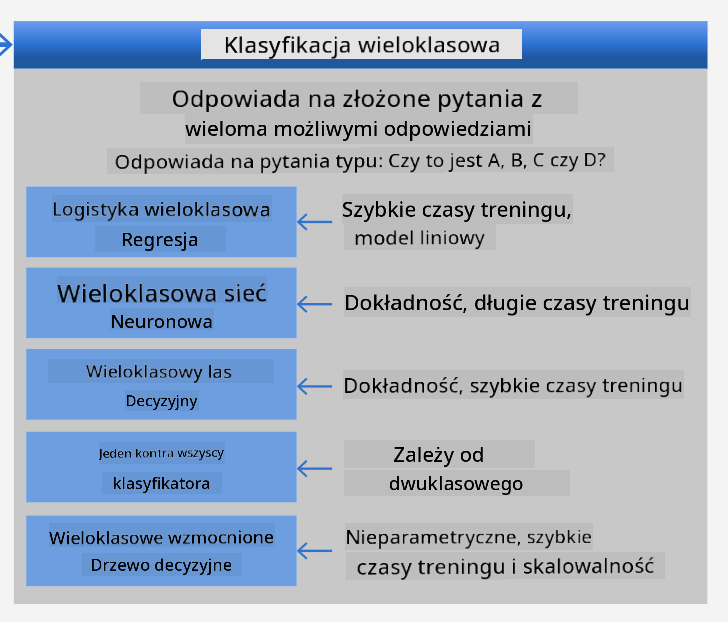 Klasyfikacja wieloklasowa
Odpowiada na złożone pytania z
wieloma możliwymi odpowiedziami
Odpowiada na pytania typu: Czy to jest A, B, C czy D?
Logistyka wieloklasowa
Regresja
Szybkie czasy treningu,
model liniowy
Wieloklasowa sieć
Neuronowa
Dokładność, długie czasy treningu
Wieloklasowy las
Decyzyjny
Dokładność, szybkie czasy treningu
Jeden kontra wszyscy
klasyfikatora
Zależy od
dwuklasowego
Wieloklasowe wzmocnione
Drzewo decyzyjne
Nieparametryczne, szybkie
czasy treningu i skalowalność